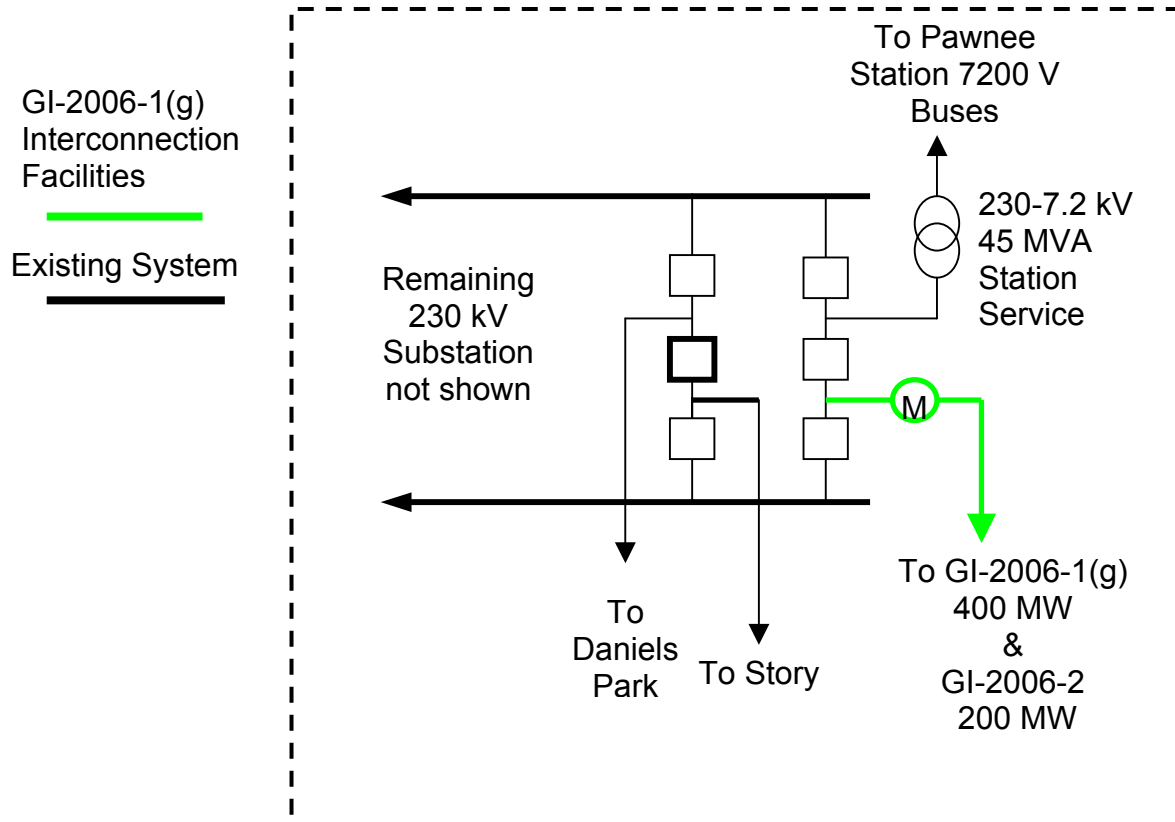 GI-2006-1(g)
Interconnection
Facilities
Existing System
To Pawnee
Station 7200 V
Buses
230-7.2 kV
45 MVA
Station
Service
Remaining
230 kV
Substation
not shown
M
To
Daniels
Park
To Story
To GI-2006-1(g)
400 MW
&
GI-2006-2
200 MW